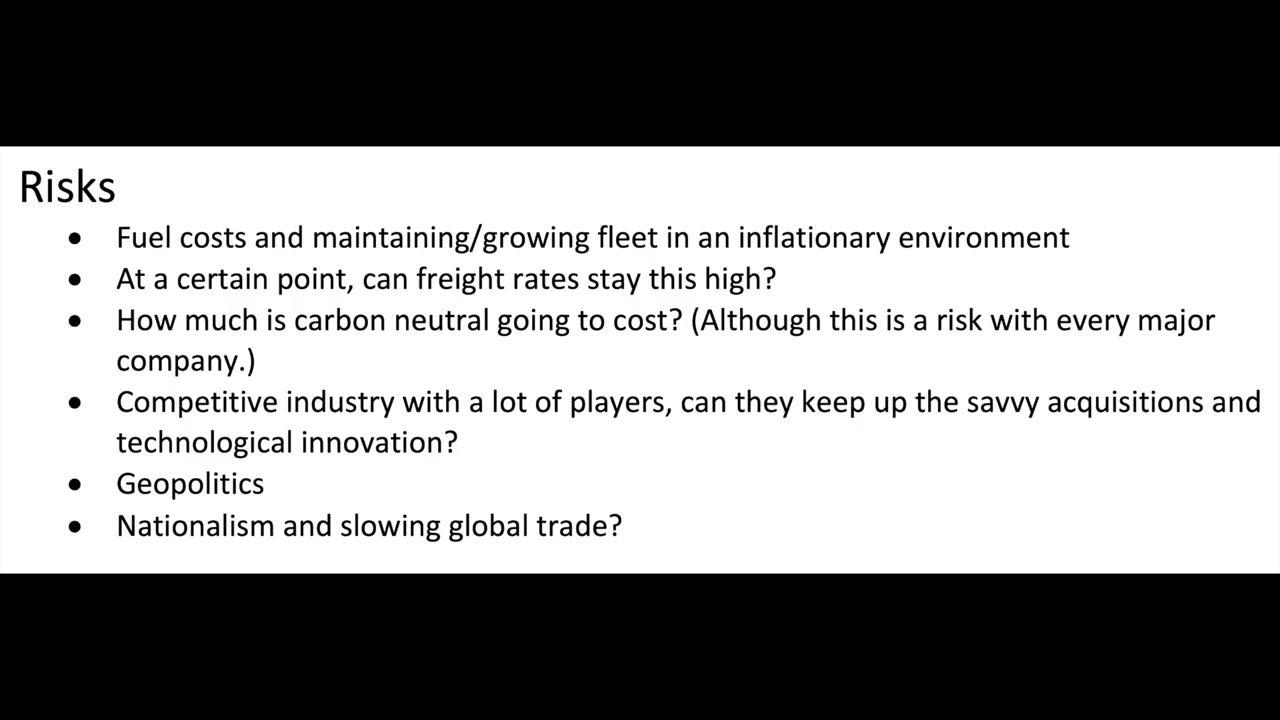 Risks
• Fuel costs and maintaining/growing fleet in an inflationary environment
• At a certain point, can freight rates stay this high?
• How much is carbon neutral going to cost? (Although this is a risk with every major
company.)
• Competitive industry with a lot of players, can they keep up the savvy acquisitions and
technological innovation?
• Geopolitics
• Nationalism and slowing global trade?